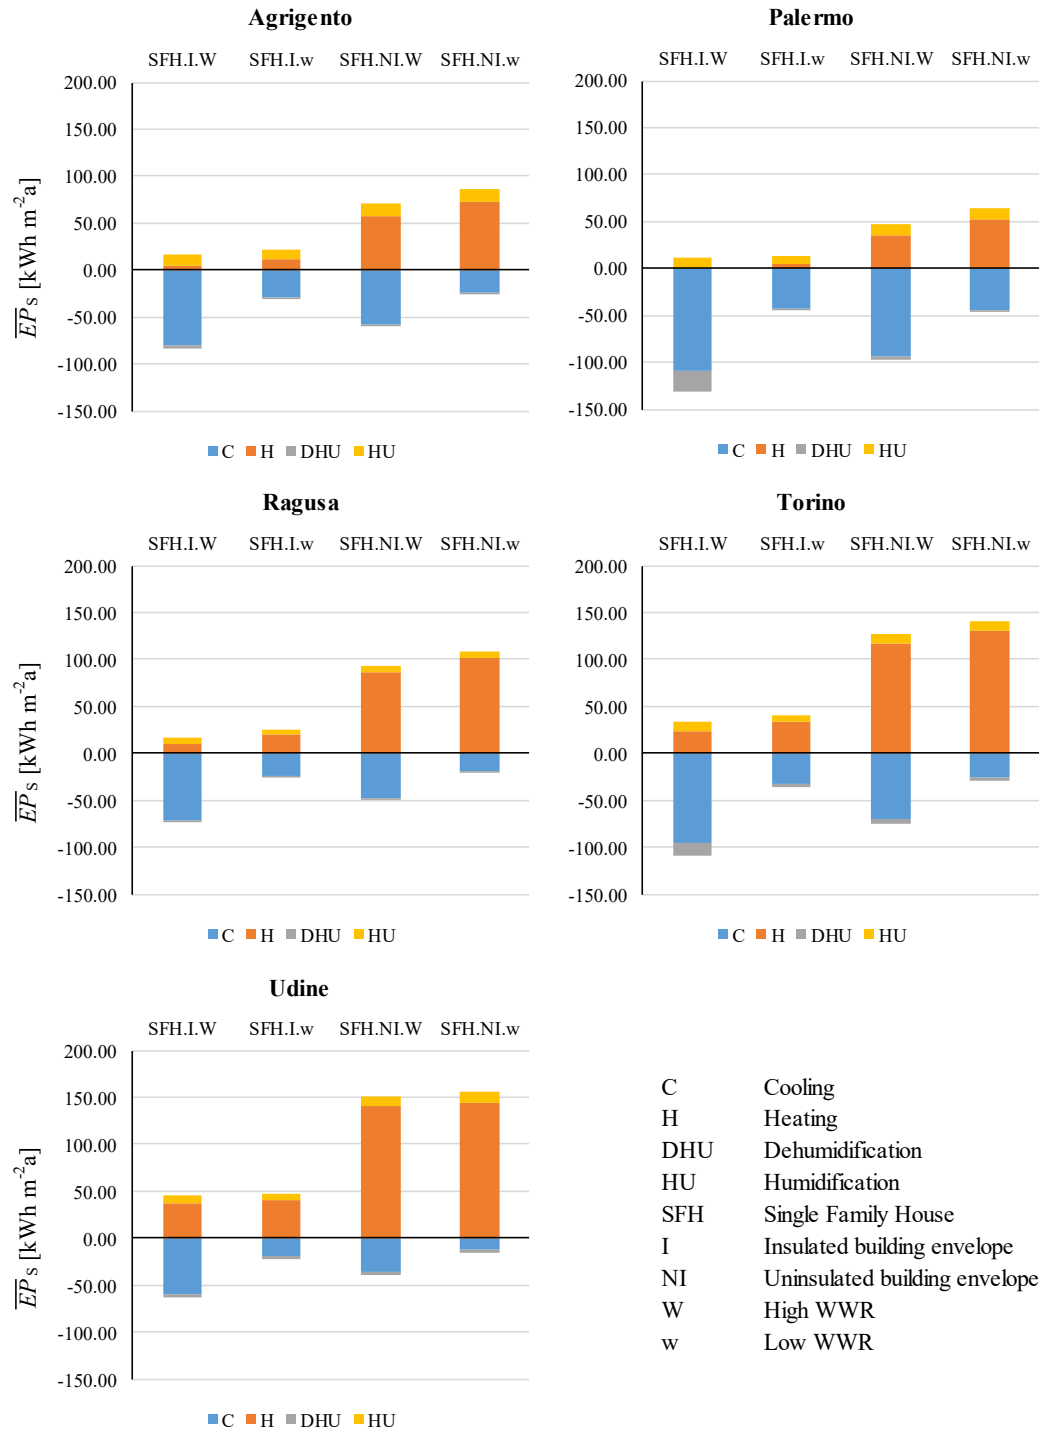 Agrigento
SFH.I.W SFH.I.w SFH.NI.W SFH.NI.w
200.00
150.00
100.00
50.00
0.00
-50.00
-100.00
-150.00
EP s [kWh m-2a]
C H DHU HU
Palermo
SFH.I.W SFH.I.w SFH.NI.W SFH.NI.w
200.00
150.00
100.00
50.00
0.00
-50.00
-100.00
-150.00
C H DHU HU
Ragusa
SFH.I.W SFH.I.w SFH.NI.W SFH.NI.w
200.00
150.00
100.00
50.00
0.00
-50.00
-100.00
-150.00
EP s [kWh m-2a]
C H DHU HU
Torino
SFH.I.W SFH.I.w SFH.NI.W SFH.NI.w
200.00
150.00
100.00
50.00
0.00
-50.00
-100.00
-150.00
C H DHU HU
Udine
SFH.I.W SFH.I.w SFH.NI.W SFH.NI.w
200.00
150.00
100.00
50.00
0.00
-50.00
-100.00
-150.00
EP s [kWh m-2a]
C H DHU HU
C Cooling
H Heating
DHU Dehumidification
HU Humidification
SFH Single Family House
I Insulated building envelope
NI Uninsulated building envelope
W High WWR
w Low WWR